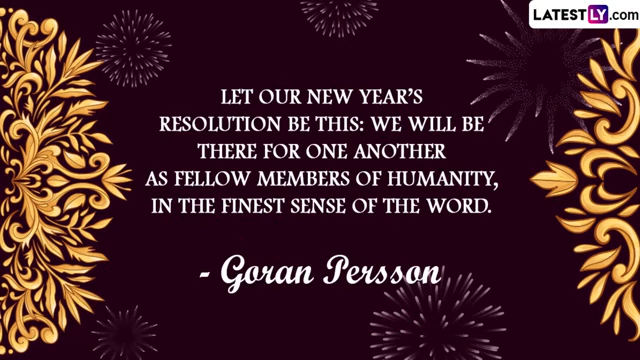 LATESTLY.COM
LET OUR NEW YEAR'S
RESOLUTION BE THIS: WE WILL BE
THERE FOR ONE ANOTHER
AS FELLOW MEMBERS OF HUMANITY,
IN THE FINEST SENSE OF THE WORD.
- Goran Persson